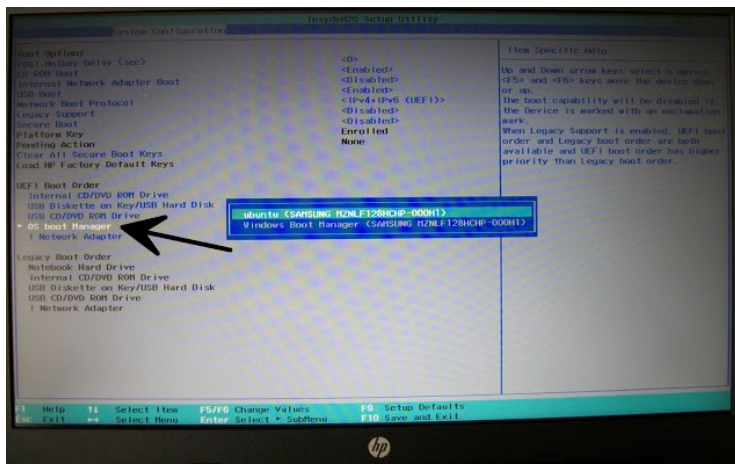 InsydeH20 Setup Utility
System Configuration
Boot Options
POST Hotkey Delay (sec) <0>
CD-ROM Boot <Enabled>
Internal Network Adapter Boot <Disabled>
USB Boot <Enabled>
Network Boot Protocol <IPv4+IPv6 (UEFI)>
Legacy Support <Disabled>
Secure Boot <Disabled>
Platform Key Enrolled
Pending Action None
Clear All Secure Boot Keys
Load HP Factory Default Keys
UEFI Boot Order
Internal CD/DVD ROM Drive
USB Diskette on Key/USB Hard Disk
USB CD/DVD ROM Drive
► OS boot Manager
! Network Adapter
Legacy Boot Order
Notebook Hard Drive
Internal CD/DVD ROM Drive
USB Diskette on Key/USB Hard Disk
USB CD/DVD ROM Drive
! Network Adapter
ubuntu (SAMSUNG MZNLF128HCHP-000H1)
Windows Boot Manager (SAMSUNG MZNLF128HCHP-000H1)
Item Specific Help
Up and Down arrow keys select a device
<F5> and <F6> keys move the device down
or up.
The boot capability will be disabled if
the Device is marked with an exclamation
mark.
When Legacy Support is enabled, UEFI boot
order and Legacy boot order are both
available and UEFI boot order has higher
priority than Legacy boot order.
F1 Help ↑↓ Select Item F5/F6 Change Values F9 Setup Defaults
Esc Exit ↔ Select Menu Enter Select ► SubMenu F10 Save and Exit
hp